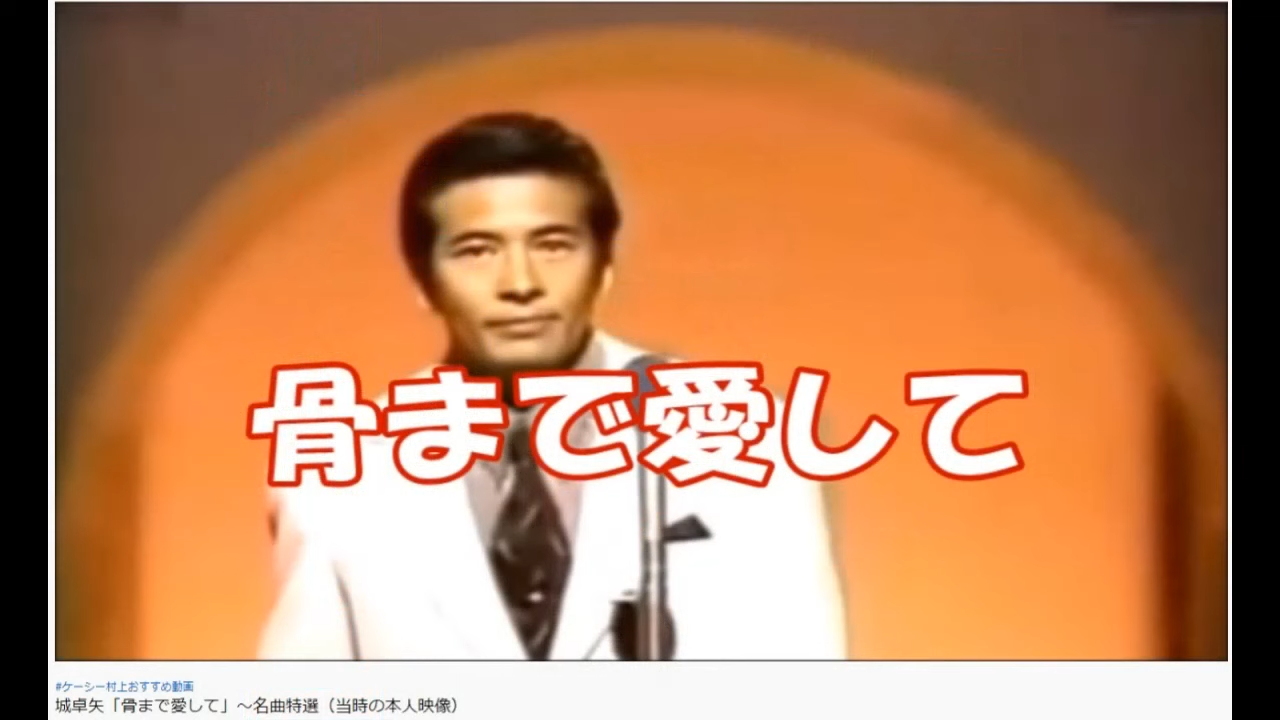 骨まで愛して
#ケーシー村上おすすめ動画
城卓矢「骨まで愛して」～名曲特選（当時の本人映像）